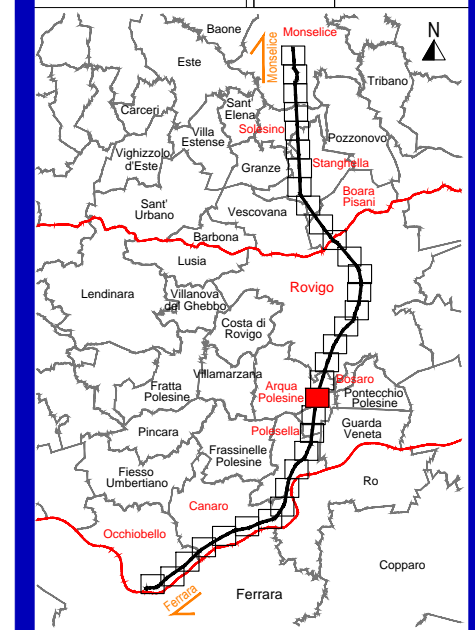 Baone
Monselice
N
Monselice
Este
Tribano
Carceri
Sant'
Elena
Solesino
Villa
Estense
Pozzonovo
Vighizzolo
d'Este
Granze
Stanghella
Boara
Pisani
Sant'
Urbano
Vescovana
Barbona
Lusia
Lendinara
Villanova
del Ghebbo
Rovigo
Costa di
Rovigo
Villamarzana
Fratta
Polesine
Arqua
Polesine
Bosaro
Pontecchio
Polesine
Pincara
Polesella
Guarda
Veneta
Frassinelle
Polesine
Fiesso
Umbertiano
Ro
Canaro
Occhiobello
Copparo
Ferrara
Ferrara